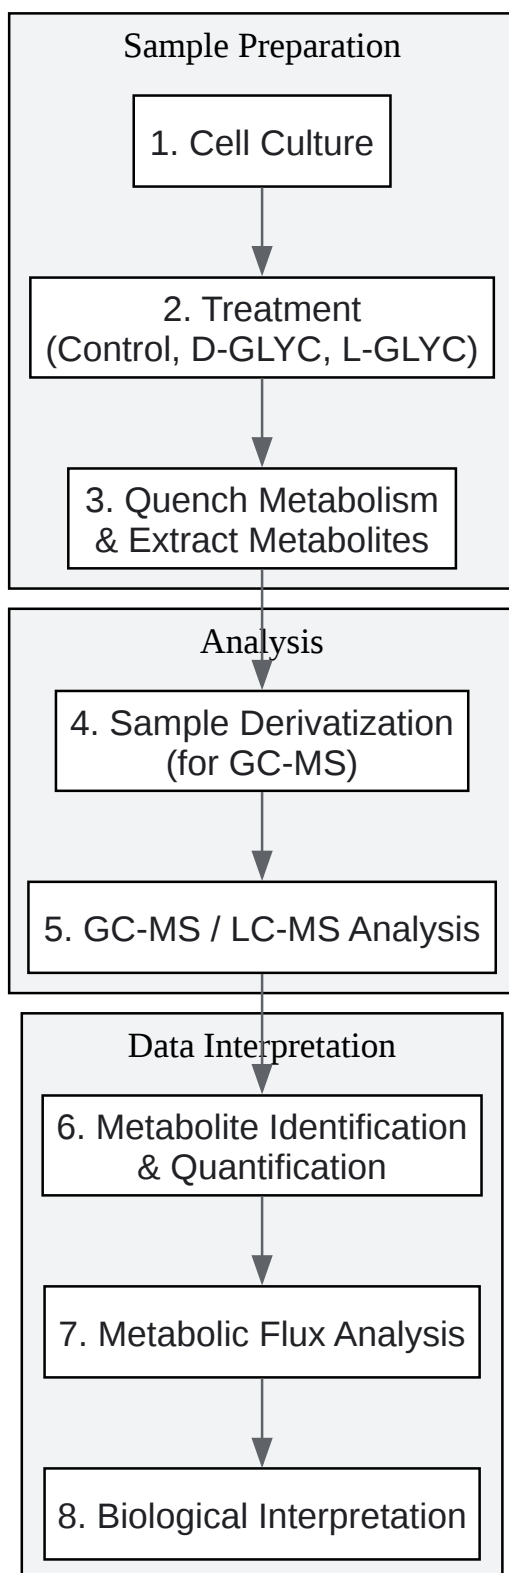 Sample Preparation
1. Cell Culture
2. Treatment
(Control, D-GLYC, L-GLYC)
3. Quench Metabolism
& Extract Metabolites
Analysis
4. Sample Derivatization
(for GC-MS)
5. GC-MS / LC-MS Analysis
Data Interpretation
6. Metabolite Identification
& Quantification
7. Metabolic Flux Analysis
8. Biological Interpretation